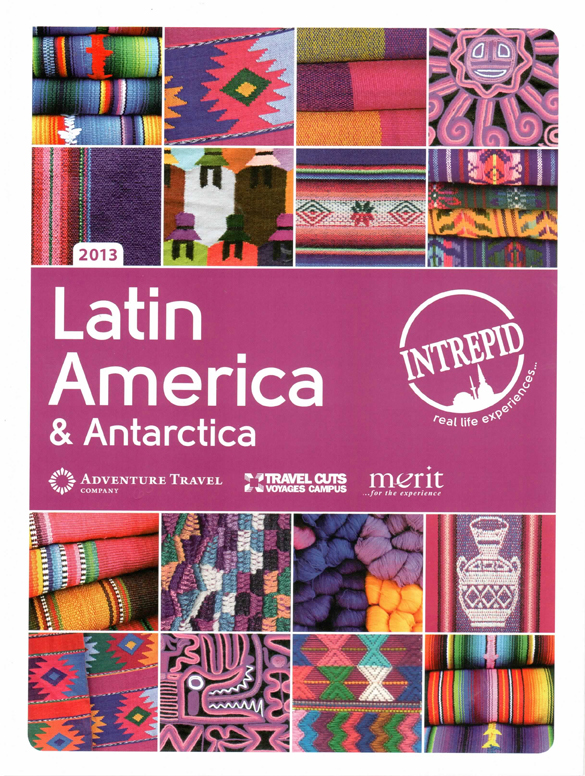 2013
Latin
America
& Antarctica
INTREPID
real life experiences...
ADVENTURE TRAVEL
COMPANY
TRAVEL CUTS
VOYAGES CAMPUS
merit
...for the experience